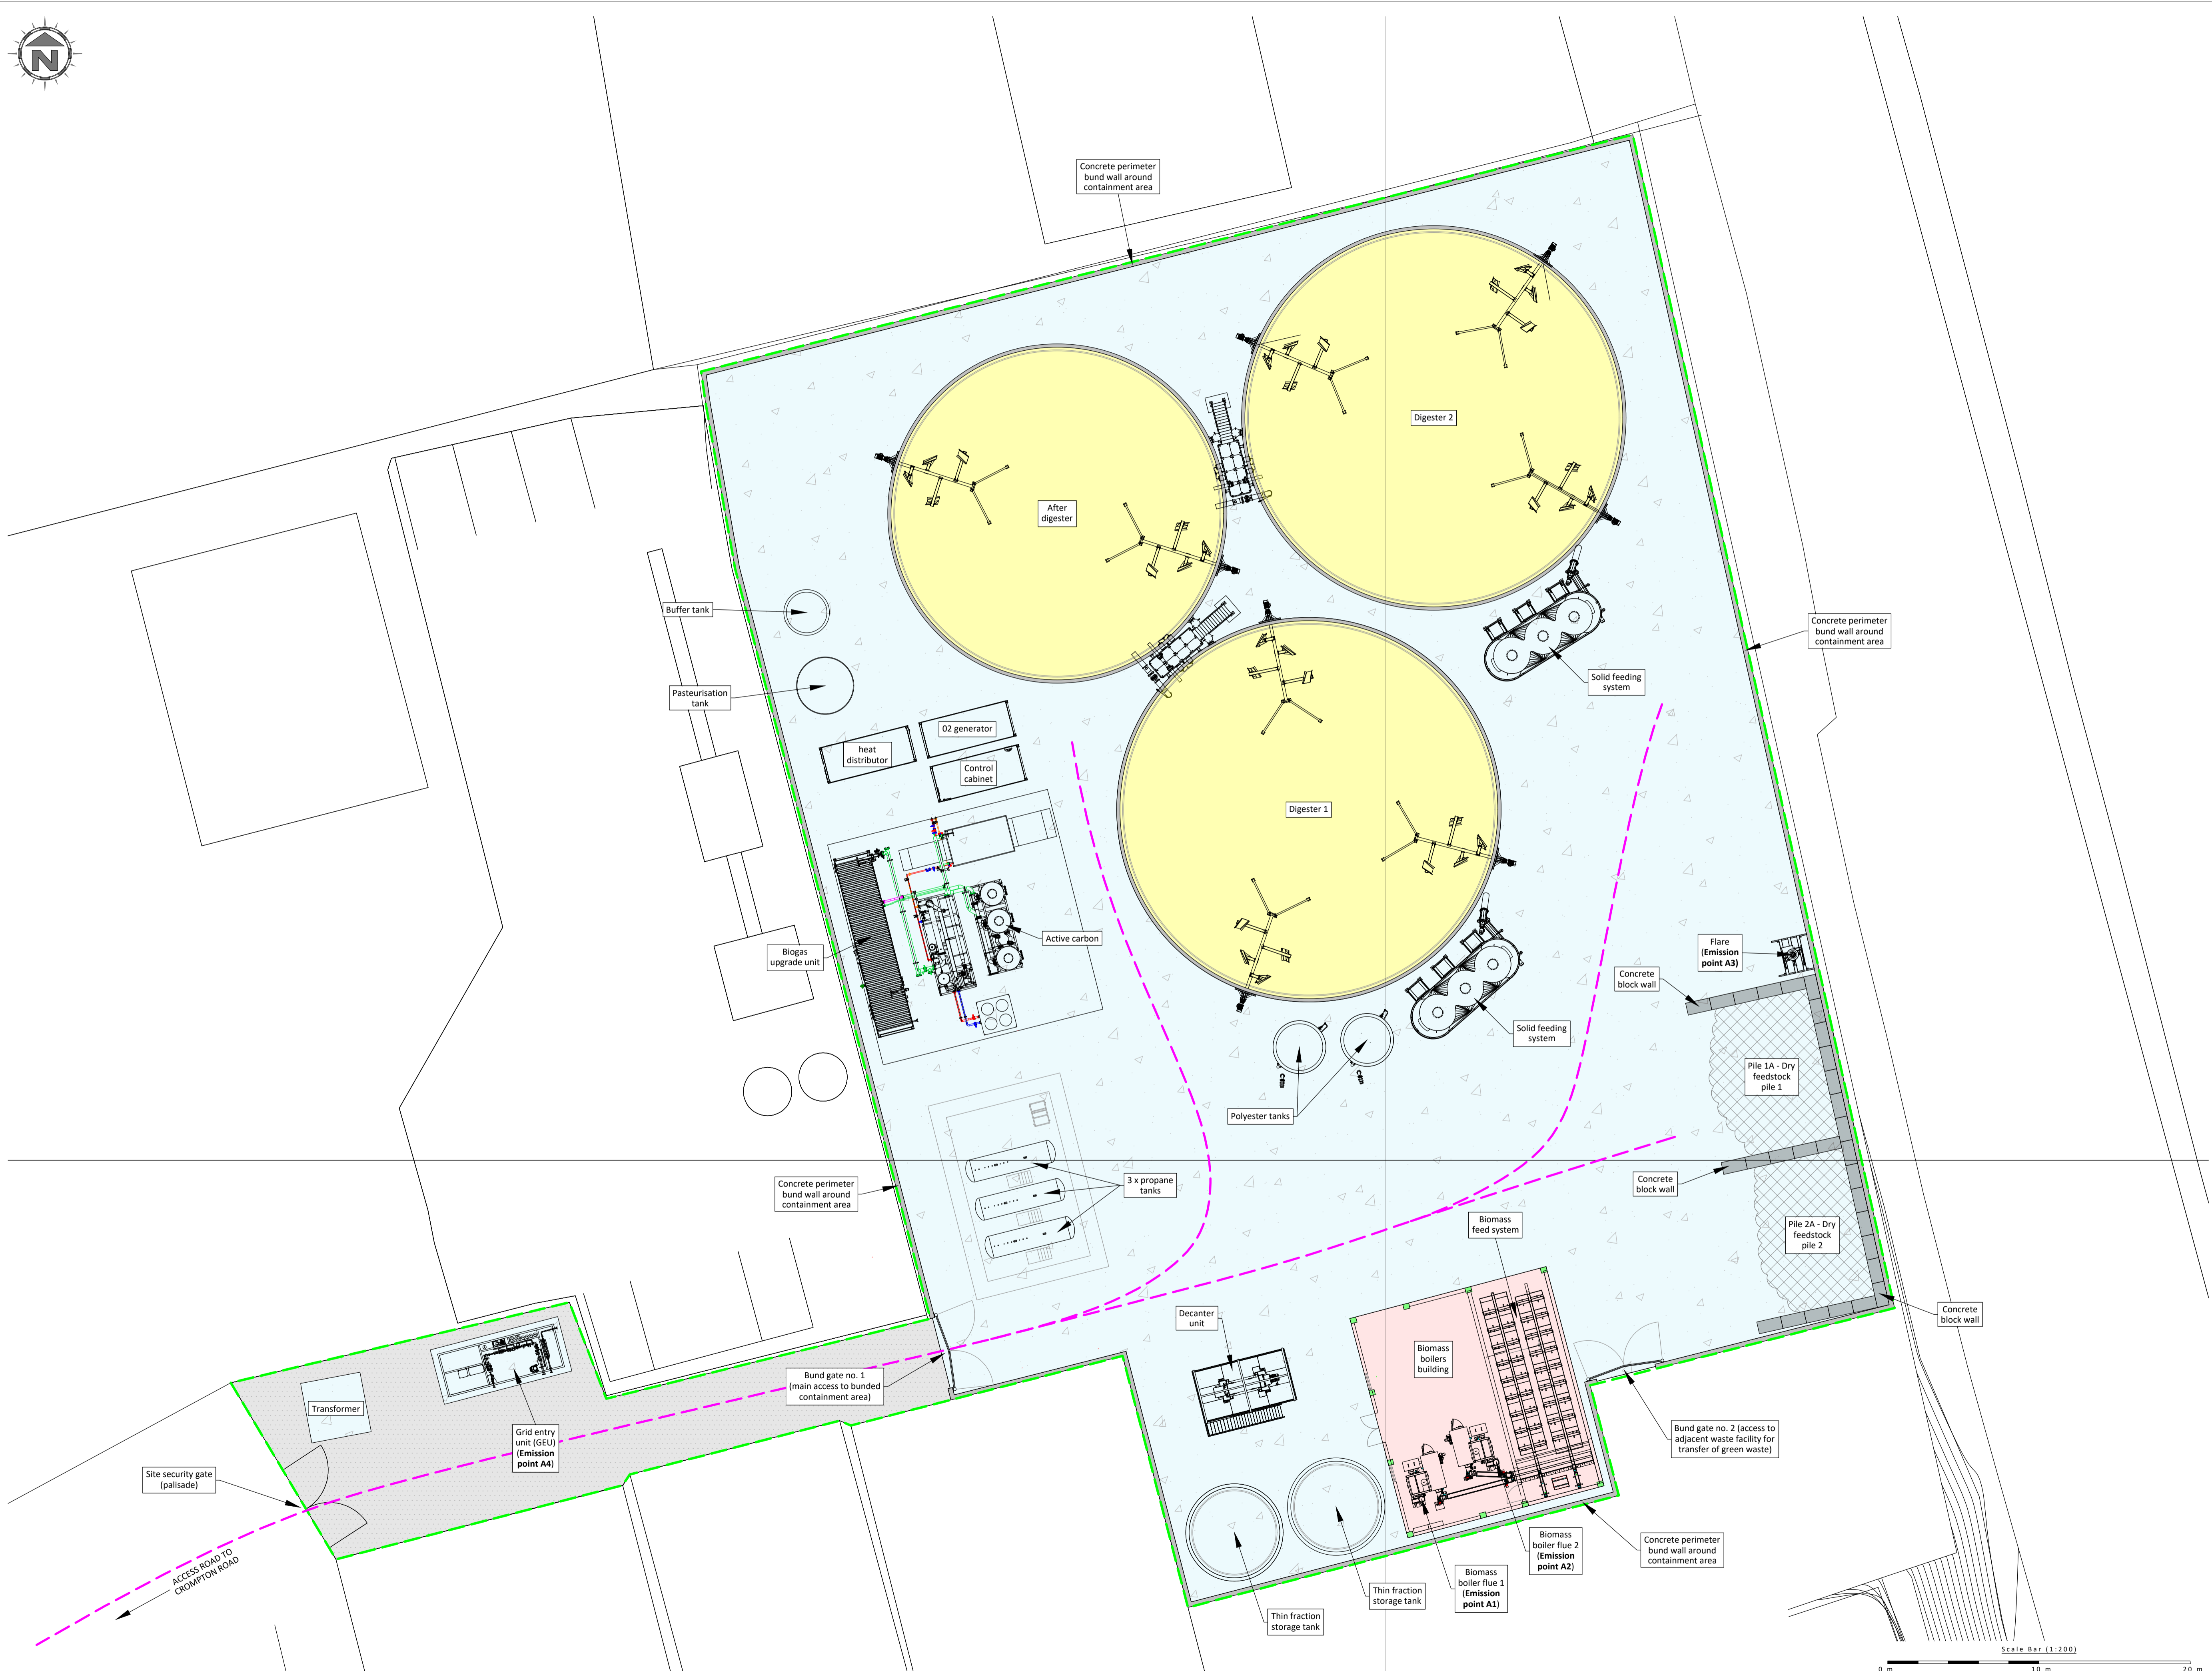 N
Concrete perimeter
bund wall around
containment area
Digester 2
After
digester
Buffer tank
Concrete perimeter
bund wall around
containment area
Solid feeding
system
Pasteurisation
tank
02 generator
heat
distributor
Control
cabinet
Digester 1
Active carbon
Biogas
upgrade unit
Flare
(Emission
point A3)
Concrete
block wall
Solid feeding
system
Pile 1A - Dry
feedstock
pile 1
Polyester tanks
3 x propane
tanks
Concrete perimeter
bund wall around
containment area
Concrete
block wall
Biomass
feed system
Pile 2A - Dry
feedstock
pile 2
Decanter
unit
Concrete
block wall
Biomass
boilers
building
Bund gate no. 1
(main access to bunded
containment area)
Transformer
Grid entry
unit (GEU)
(Emission
point A4)
Bund gate no. 2 (access to
adjacent waste facility for
transfer of green waste)
Site security gate
(palisade)
Biomass
boiler flue 2
(Emission
point A2)
Concrete perimeter
bund wall around
containment area
Biomass
boiler flue 1
(Emission
point A1)
ACCESS ROAD TO
CROMPTON ROAD
Thin fraction
storage tank
Thin fraction
storage tank
Scale Bar (1:200)
0 m 10 m 20 m